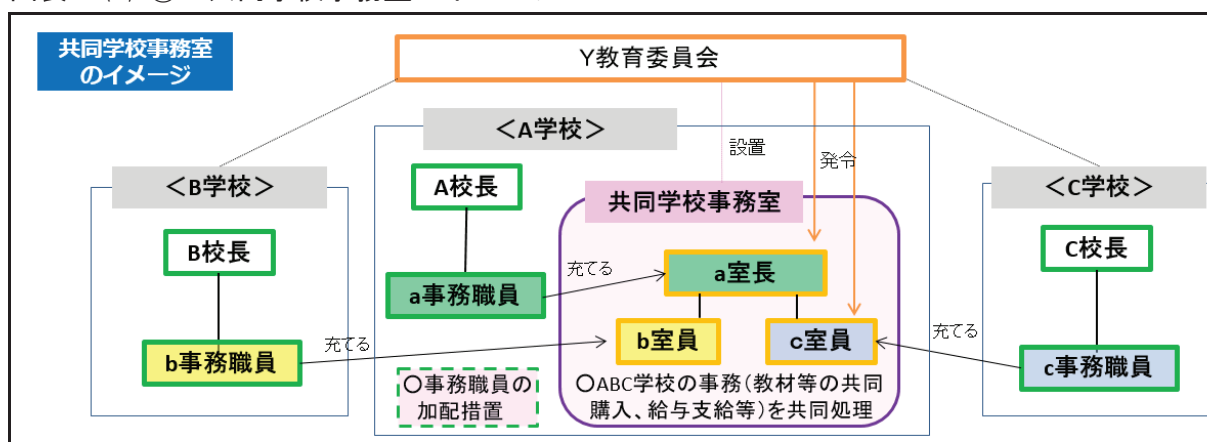 共同学校事務室
のイメージ
Y教育委員会
＜A学校＞
設置
発令
＜B学校＞
A校長
共同学校事務室
＜C学校＞
B校長
C校長
充てる
a室長
a事務職員
充てる
b室員
c室員
充てる
b事務職員
c事務職員
〇事務職員の
加配措置
〇ABC学校の事務（教材等の共同
購入、給与支給等）を共同処理